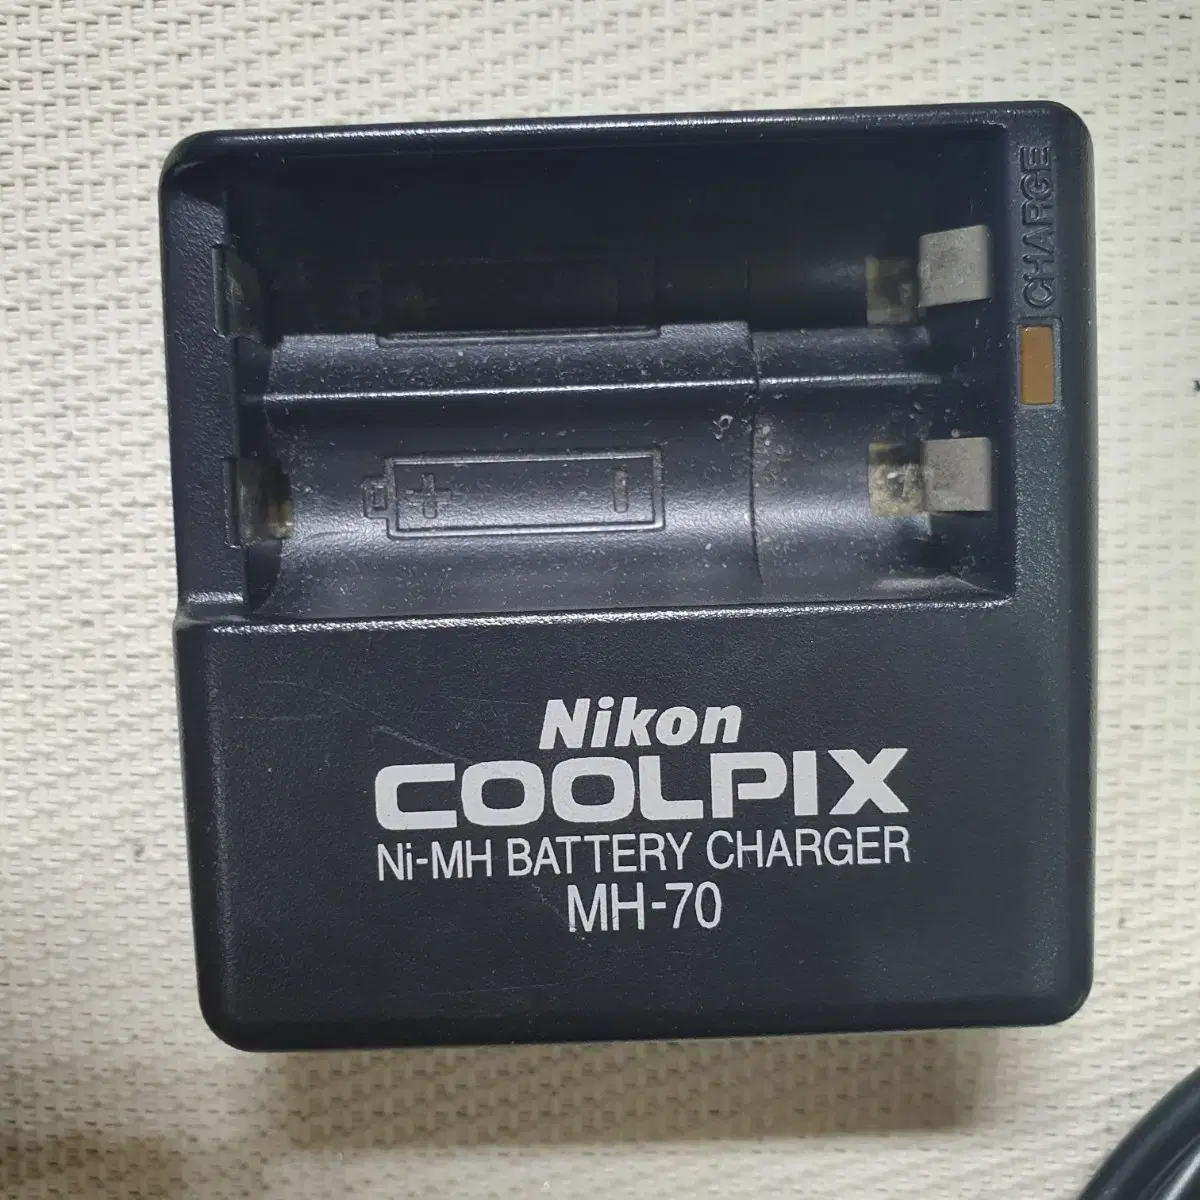 CHARGE
+ -
Nikon
COOLPIX
Ni-MH BATTERY CHARGER
MH-70